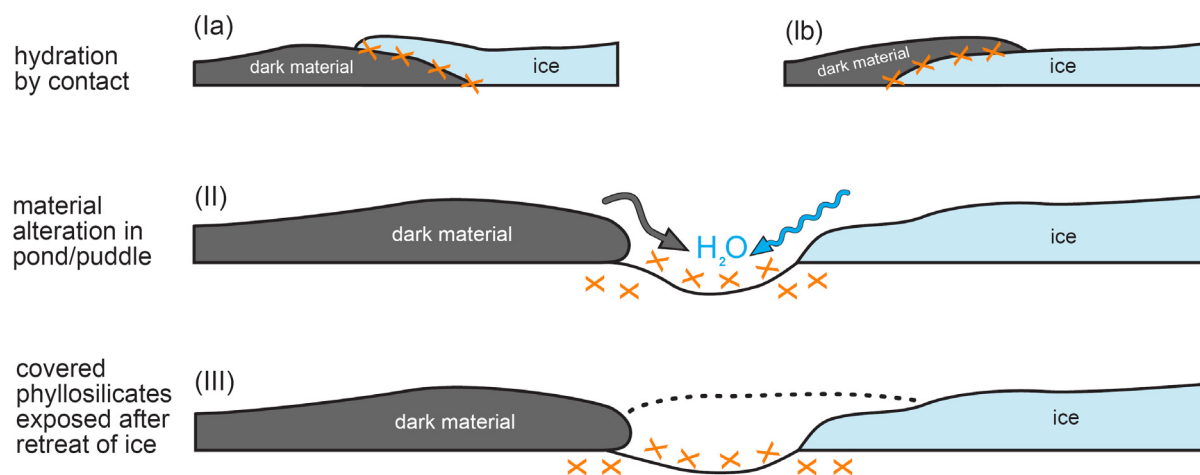 (Ia)
(Ib)
hydration
by contact
dark material
ice
dark material
ice
(II)
material
alteration in
pond/puddle
dark material
H₂O
ice
covered
phyllosilicates
exposed after
retreat of ice
(III)
dark material
ice